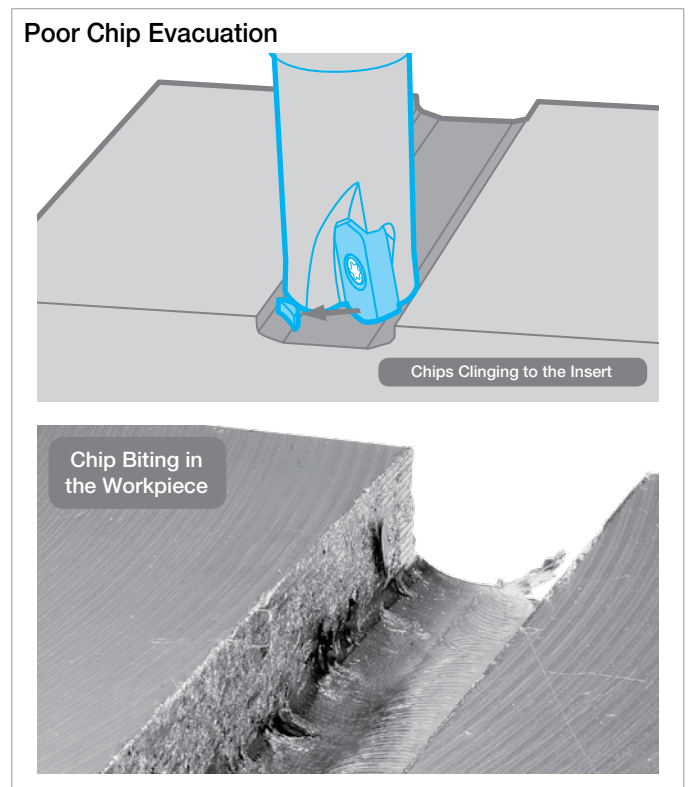 Poor Chip Evacuation
Chips Clinging to the Insert
Chip Biting in
the Workpiece